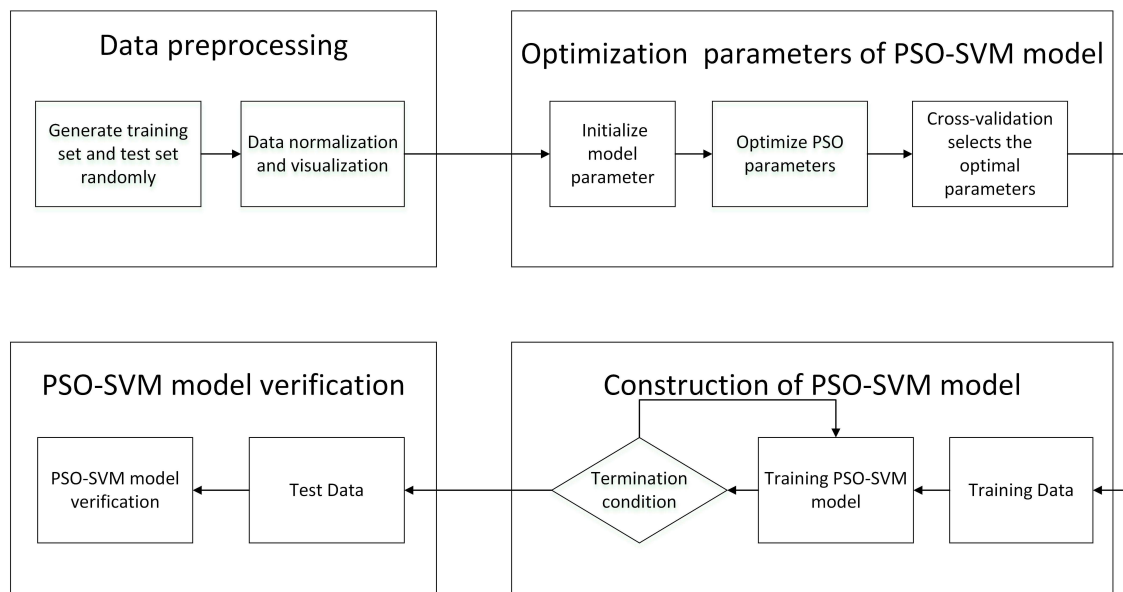 Data preprocessing
Generate training
set and test set
randomly
Data normalization
and visualization
Optimization parameters of PSO-SVM model
Initialize
model
parameter
Optimize PSO
parameters
Cross-validation
selects the
optimal
parameters
PSO-SVM model verification
PSO-SVM model
verification
Test Data
Construction of PSO-SVM model
Termination
condition
Training PSO-SVM
model
Training Data